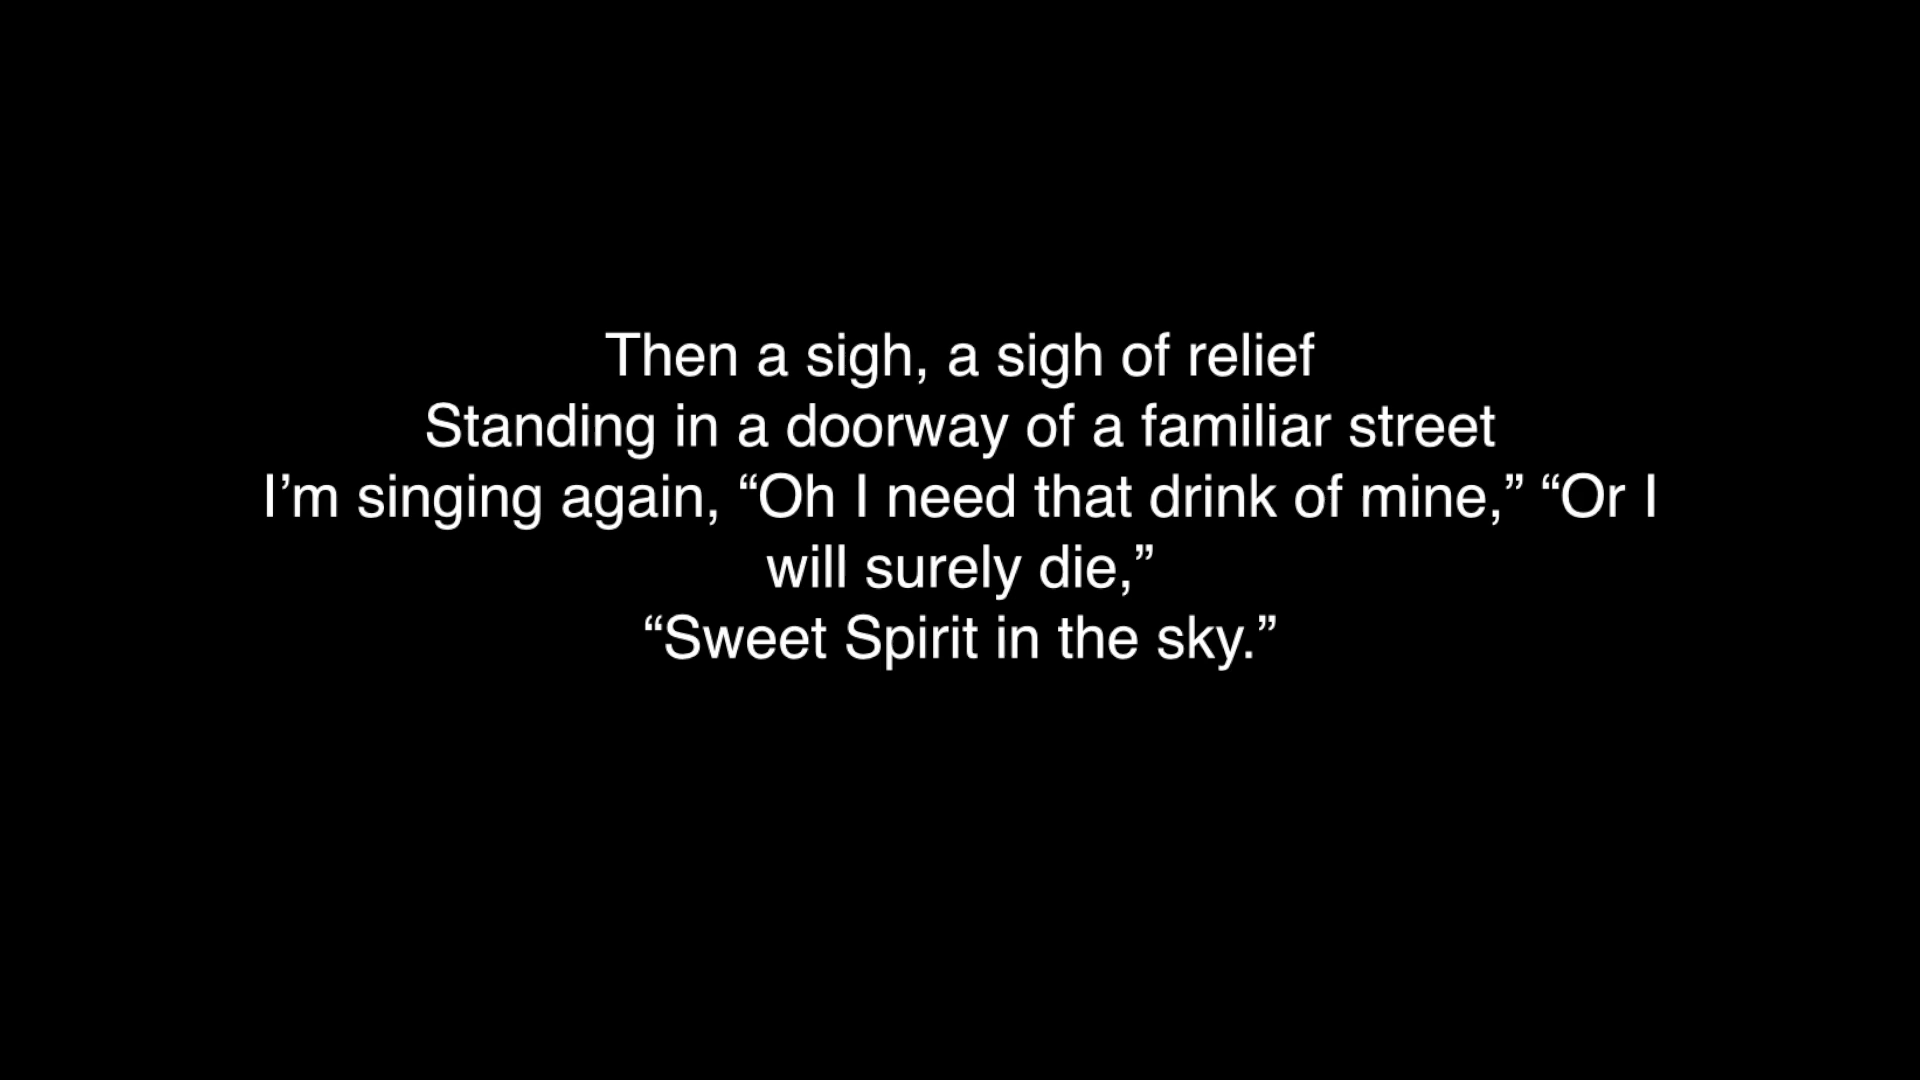 Then a sigh, a sigh of relief
Standing in a doorway of a familiar street
I’m singing again, “Oh I need that drink of mine,” “Or I
will surely die,”
“Sweet Spirit in the sky.”